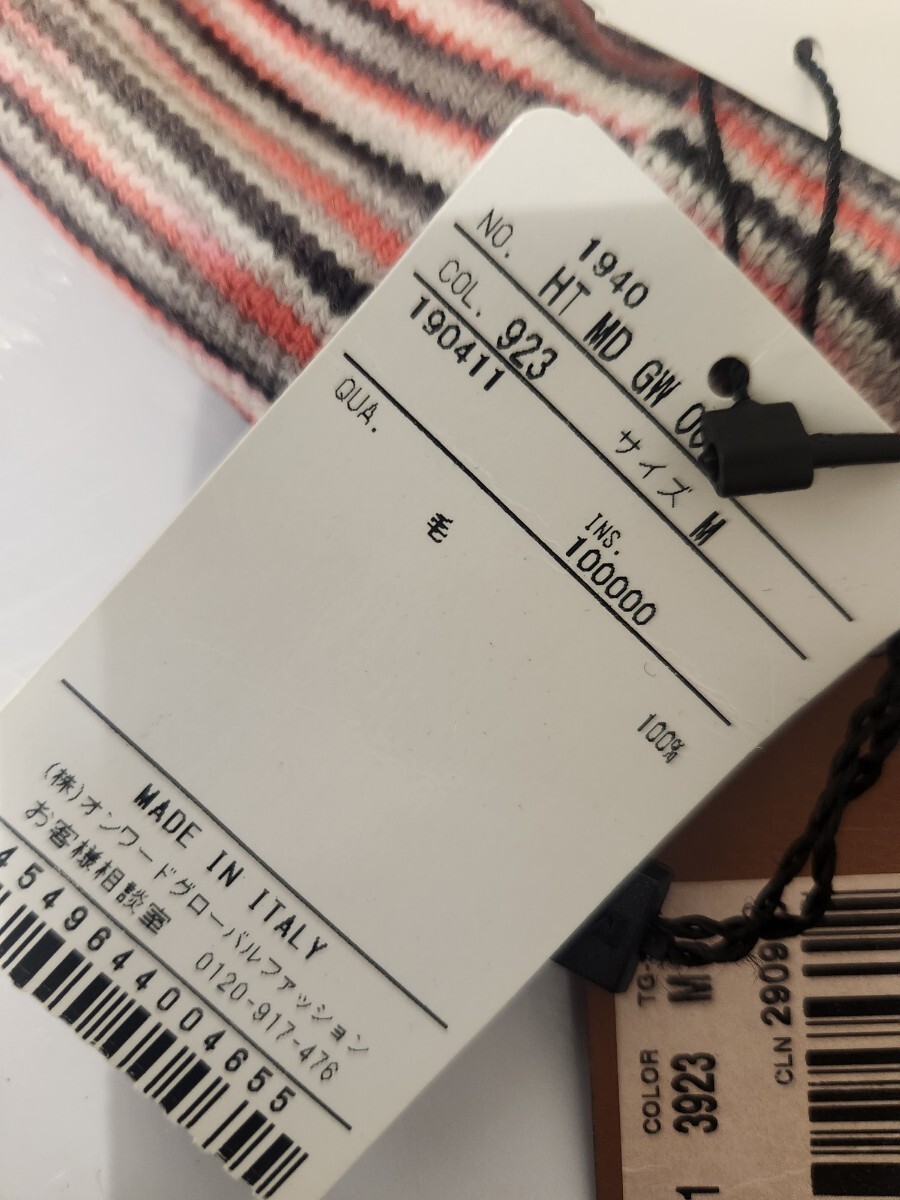 1940
NO. HT MD GW
COL. 923 サイズ M
190411
INS.
100000
QUA.
毛 100%
MADE IN ITALY
(株)オンワードグローバルファッション
お客様相談室 0120-917-476
4549644004655
COLOR
3923
CLN 2909